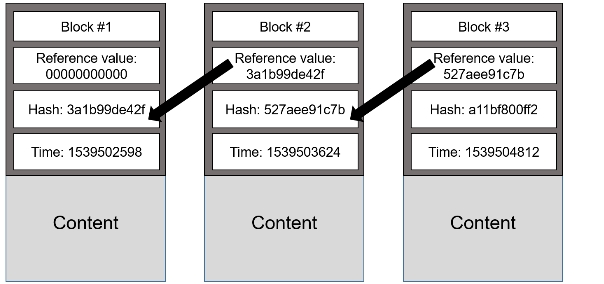 Block #1
Reference value:
00000000000
Hash: 3a1b99de42f
Time: 1539502598
Content
Block #2
Reference value:
3a1b99de42f
Hash: 527aee91c7b
Time: 1539503624
Content
Block #3
Reference value:
527aee91c7b
Hash: a11bf800ff2
Time: 1539504812
Content